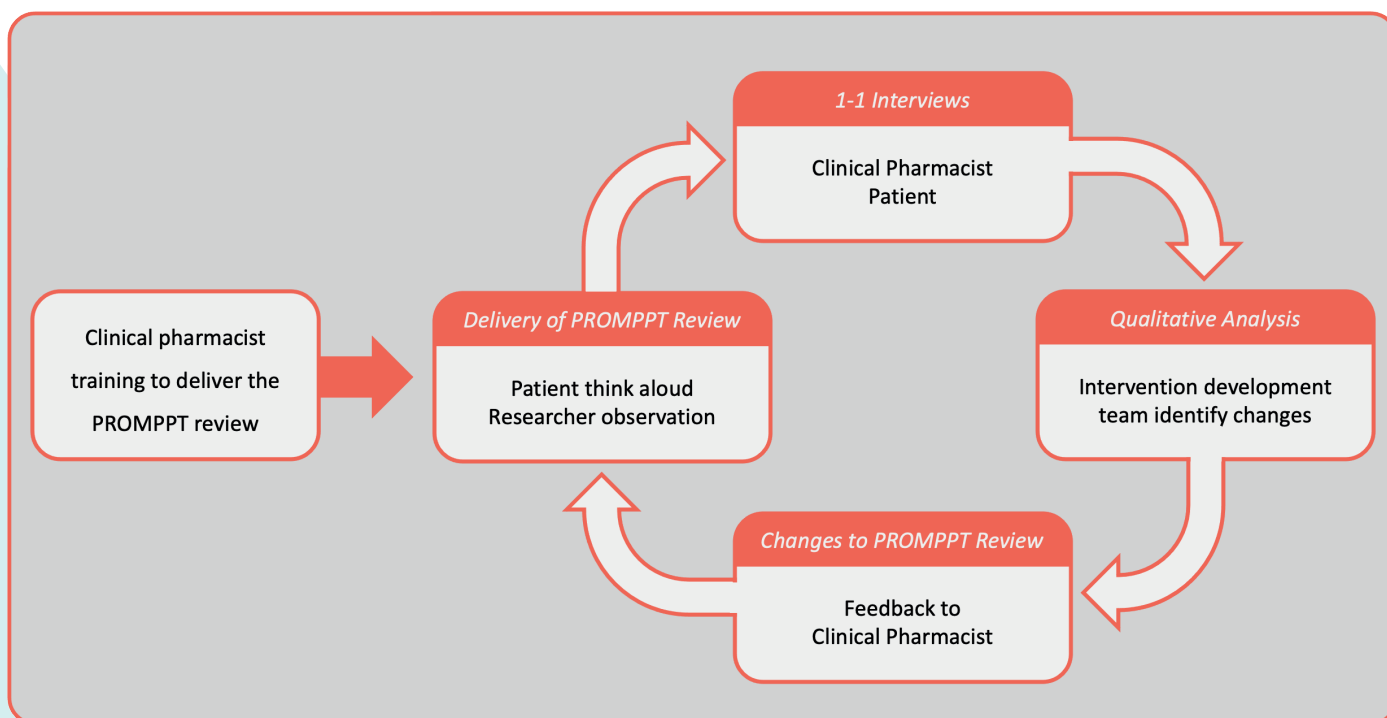 Clinical pharmacist
training to deliver the
PROMPPT review
Delivery of PROMPPT Review
Patient think aloud
Researcher observation
1-1 Interviews
Clinical Pharmacist
Patient
Qualitative Analysis
Intervention development
team identify changes
Changes to PROMPPT Review
Feedback to
Clinical Pharmacist